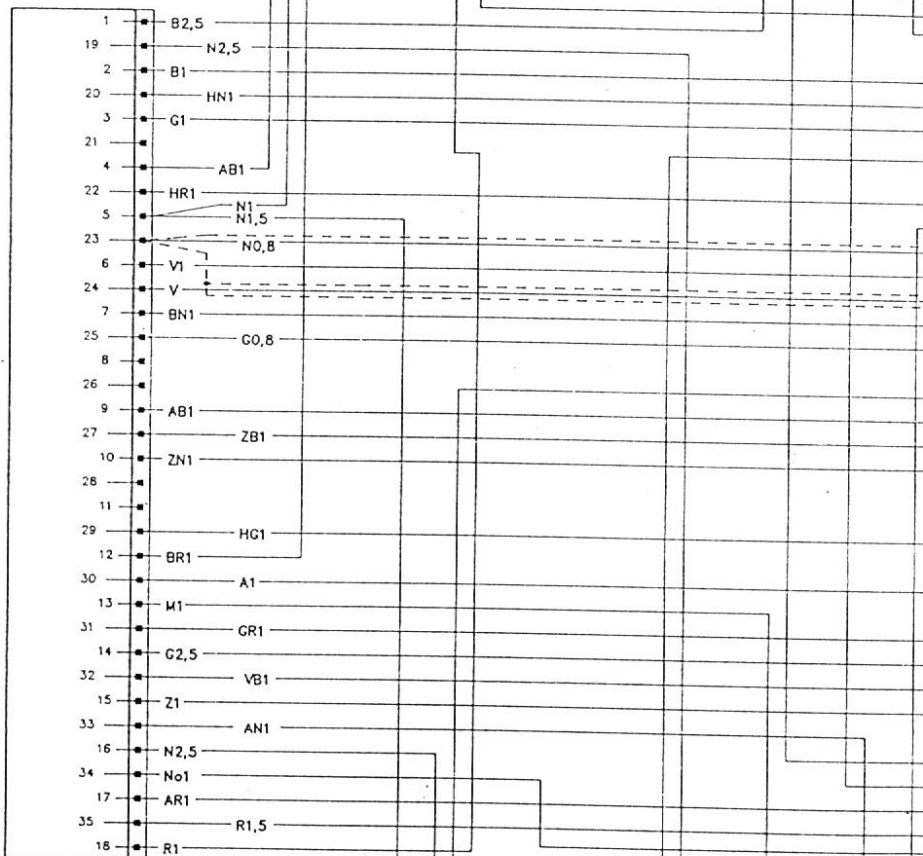 1 B2,5
19 N2,5
2 B1
20 HN1
3 G1
21
4 AB1
22 HR1
N1
5 N1,5
23 N0,8
6 V1
24 V
7 BN1
25 G0,8
8
26
9 AB1
27 ZB1
10 ZN1
28
11
29 HG1
12 BR1
30 A1
13 M1
31 GR1
14 G2,5
32 VB1
15 Z1
33 AN1
16 N2,5
34 No1
17 AR1
35 R1,5
18 R1